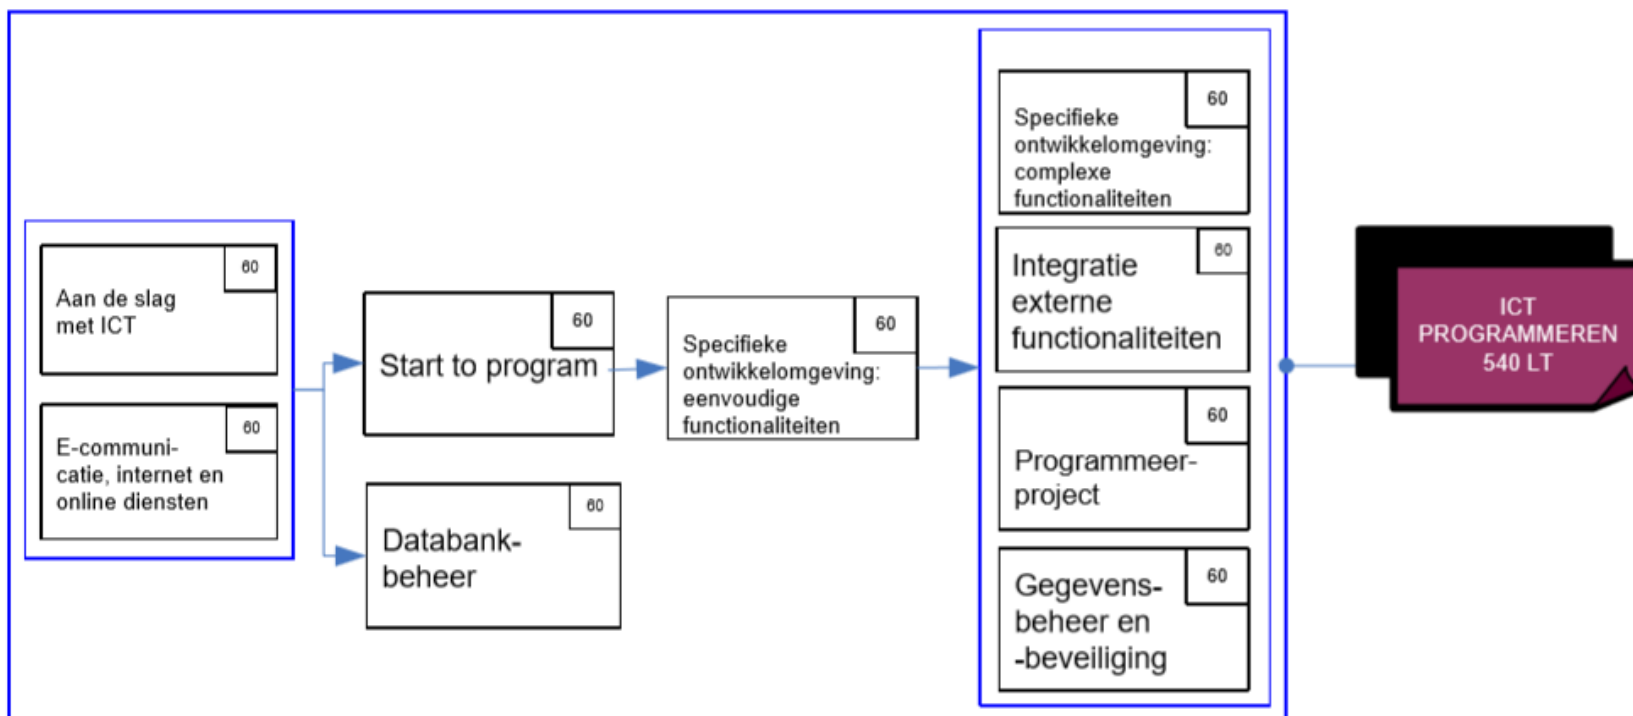 60
Aan de slag
met ICT
60
E-communi-
catie, internet en
online diensten
60
Start to program
60
Databank-
beheer
60
Specifieke
ontwikkelomgeving:
eenvoudige
functionaliteiten
60
Specifieke
ontwikkelomgeving:
complexe
functionaliteiten
60
Integratie
externe
functionaliteiten
60
Programmeer-
project
60
Gegevens-
beheer en
-beveiliging
ICT
PROGRAMMEREN
540 LT